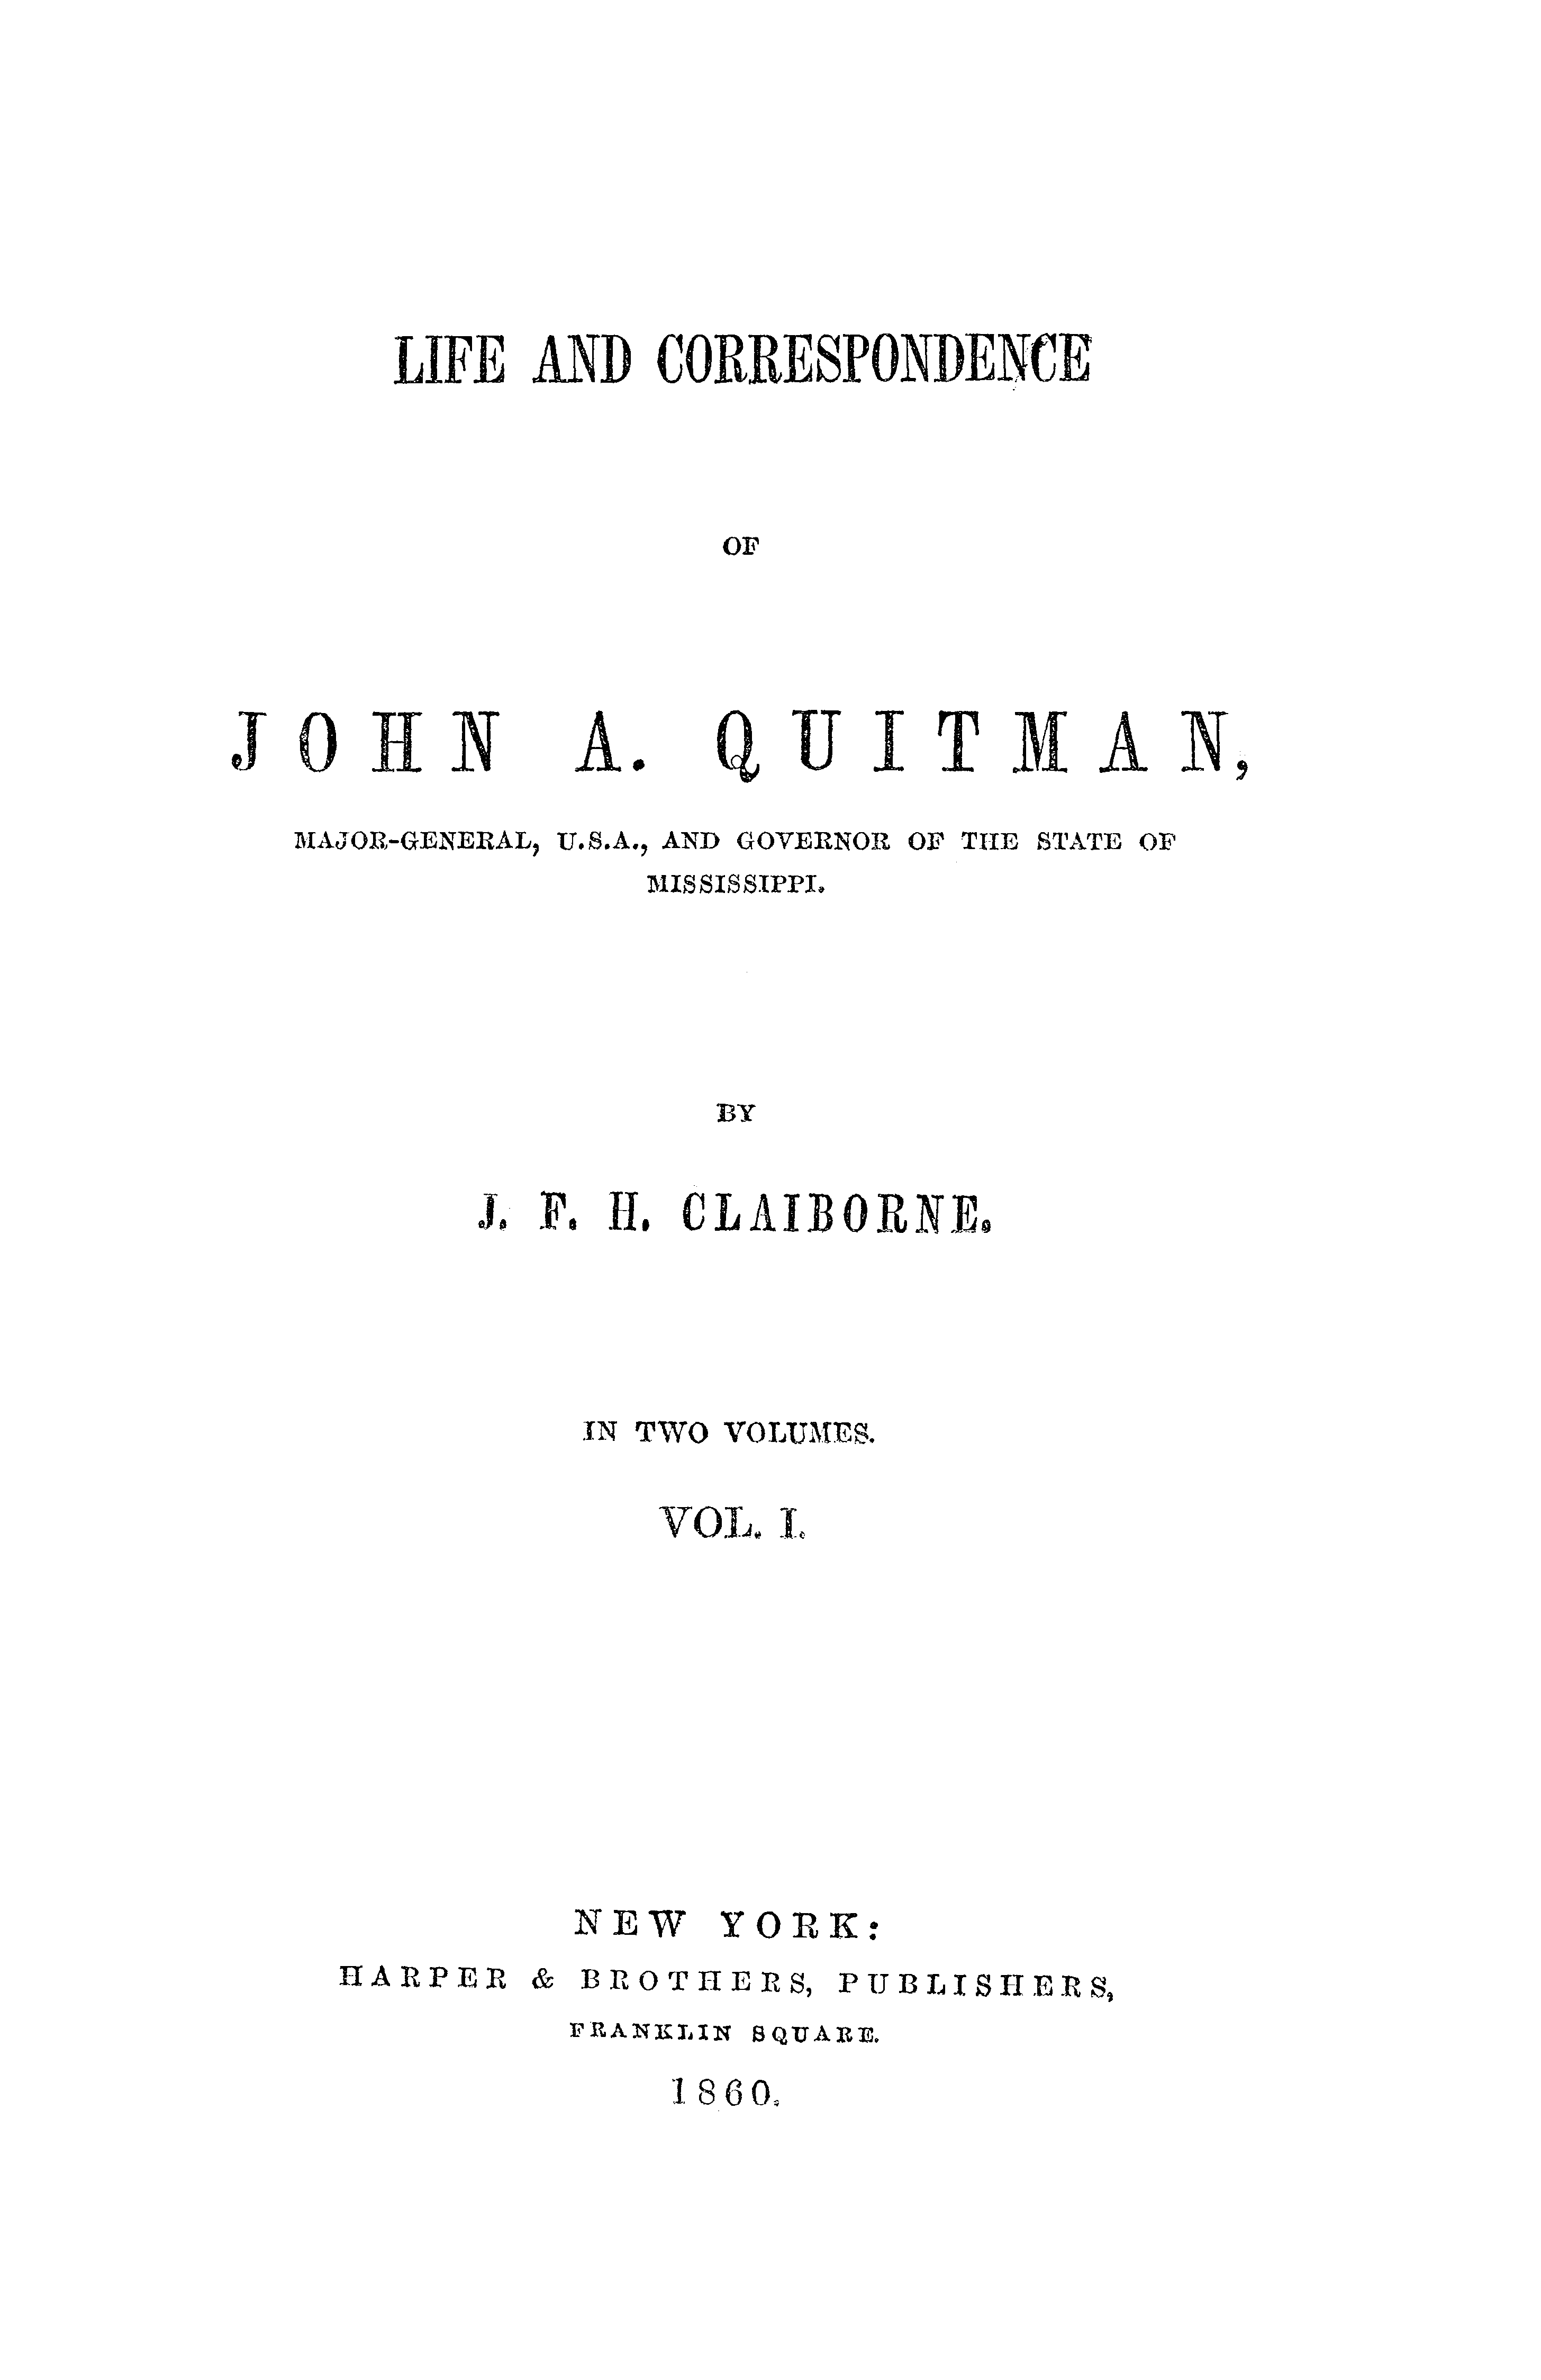 LIFE AND CORRESPONDENCE
OF
JOHN A. QUITMAN,
MAJOR-GENERAL, U.S.A., AND GOVERNOR OF THE STATE OF
MISSISSIPPI.
BY
J. F. H. CLAIBORNE.
IN TWO VOLUMES.
VOL. I.
NEW YORK:
HARPER & BROTHERS, PUBLISHERS,
FRANKLIN SQUARE.
1860.